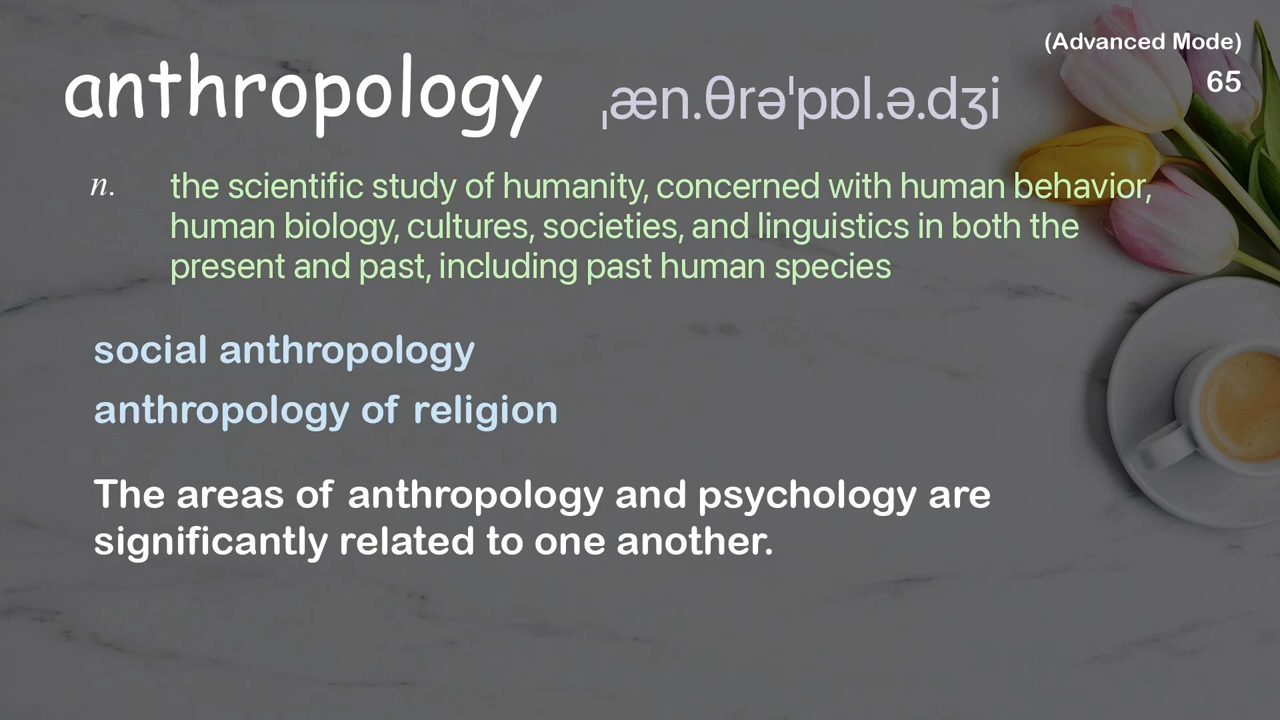 (Advanced Mode)
anthropology ˌæn.θrəˈpɒl.ə.dʒi
65
n. the scientific study of humanity, concerned with human behavior,
human biology, cultures, societies, and linguistics in both the
present and past, including past human species
social anthropology
anthropology of religion
The areas of anthropology and psychology are
significantly related to one another.